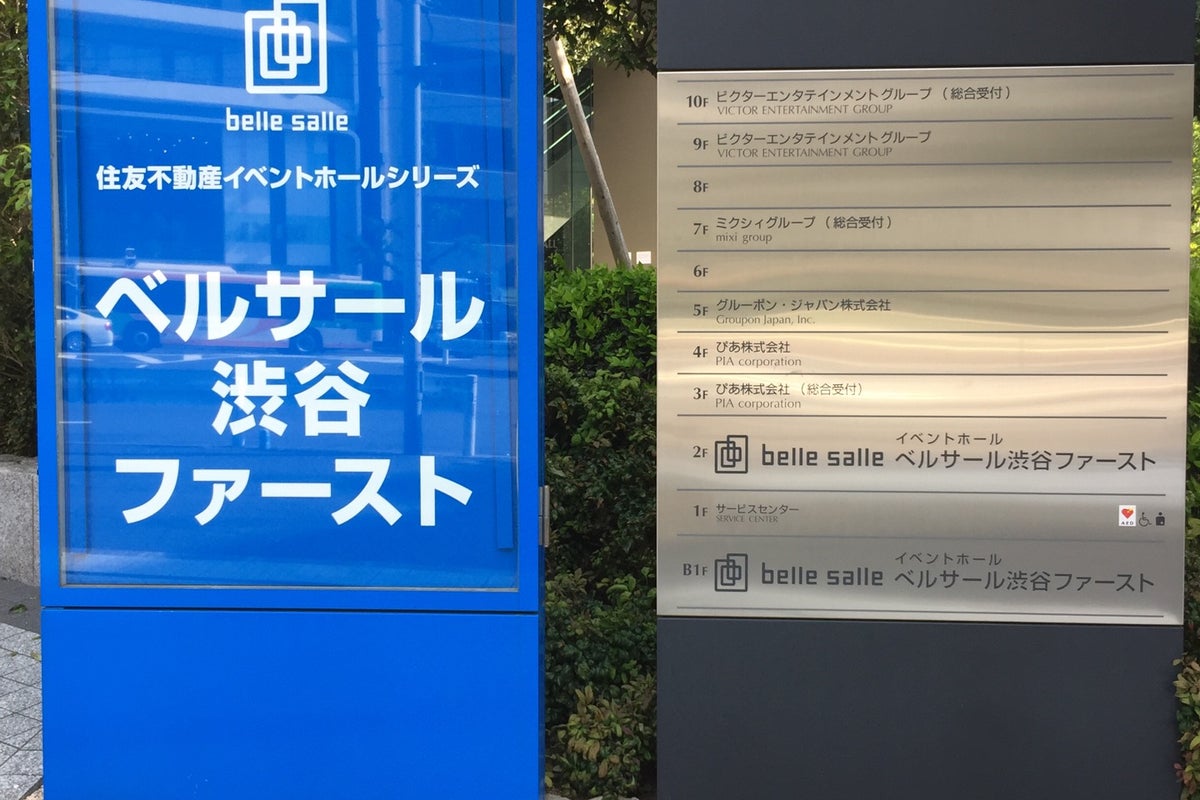 belle salle
住友不動産イベントホールシリーズ
ベルサール
渋谷
ファースト
10F ビクターエンタテインメントグループ (総合受付)
VICTOR ENTERTAINMENT GROUP
9F ビクターエンタテインメントグループ
VICTOR ENTERTAINMENT GROUP
8F
7F ミクシィグループ (総合受付)
mixi group
6F
5F グルーポン・ジャパン株式会社
Groupon Japan, Inc.
4F ぴあ株式会社
PIA corporation
3F ぴあ株式会社 (総合受付)
PIA corporation
イベントホール
2F belle salle ベルサール渋谷ファースト
1F サービスセンター
SERVICE CENTER
AED
イベントホール
B1F belle salle ベルサール渋谷ファースト